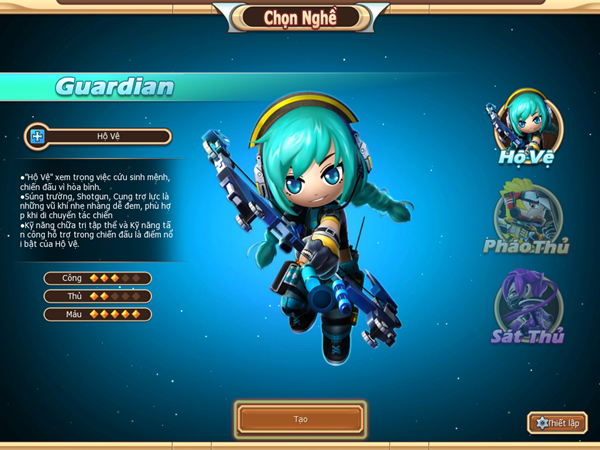 Chọn Nghề
Guardian
Hộ Vệ
●"Hộ Vệ" xem trọng việc cứu sinh mệnh,
chiến đấu vì hòa bình.
●Súng trường, Shotgun, Cung trợ lực là
những vũ khí nhẹ nhàng dễ đem, phù hợ
p khi di chuyển tác chiến
●Kỹ năng chữa trị tập thể và Kỹ năng tấ
n công hỗ trợ trong chiến đấu là điểm nổ
i bật của Hộ Vệ.
Công
Thủ
Máu
Hộ Vệ
Pháo Thủ
Sát Thủ
Tạo
Thiết lập